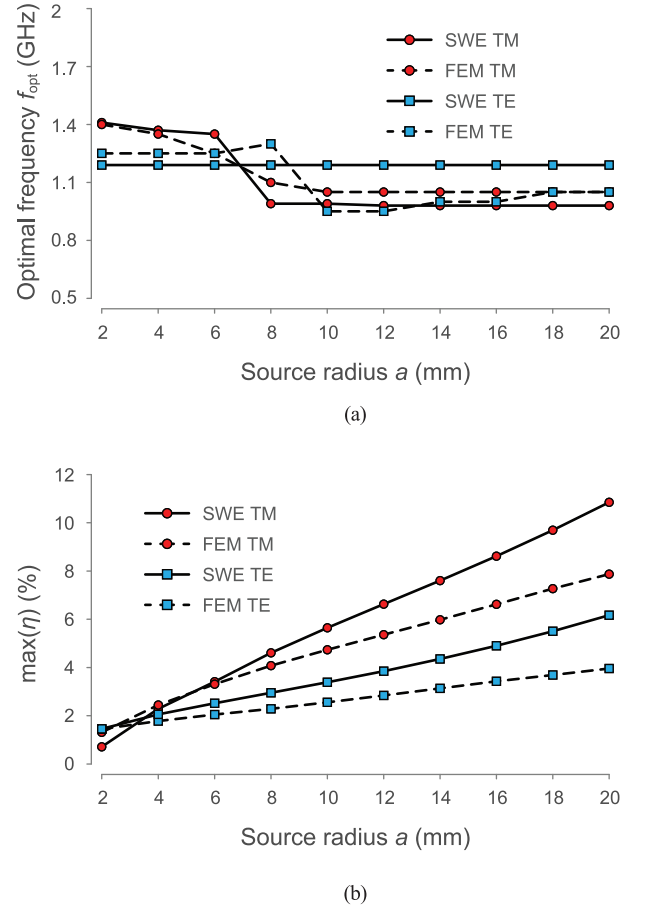 2
1.7
1.4
1.1
0.8
0.5
Optimal frequency f_opt (GHz)
SWE TM
FEM TM
SWE TE
FEM TE
2 4 6 8 10 12 14 16 18 20
Source radius a (mm)
(a)
12
10
8
6
4
2
0
max(η) (%)
SWE TM
FEM TM
SWE TE
FEM TE
2 4 6 8 10 12 14 16 18 20
Source radius a (mm)
(b)